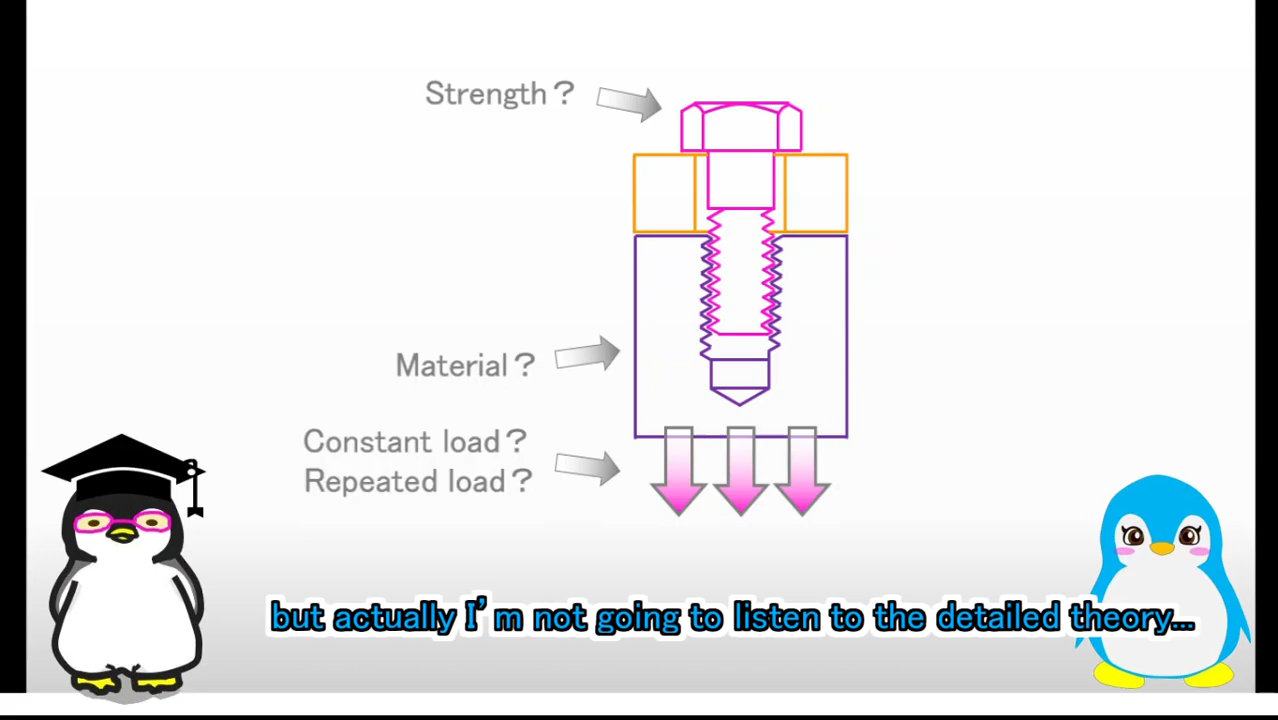 Strength？
Material？
Constant load？
Repeated load？
but actually I’m not going to listen to the detailed theory...